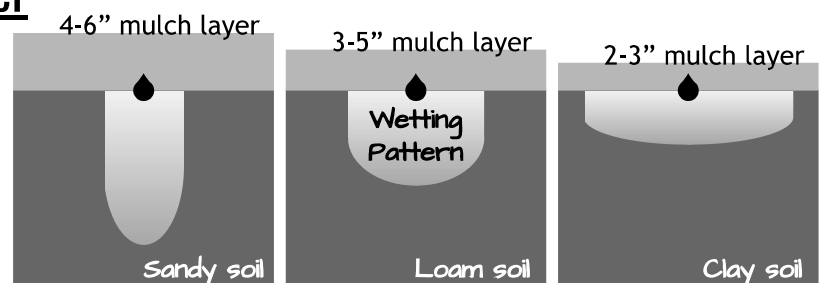 4-6” mulch layer
3-5” mulch layer
2-3” mulch layer
Wetting
Pattern
Sandy soil
Loam soil
Clay soil